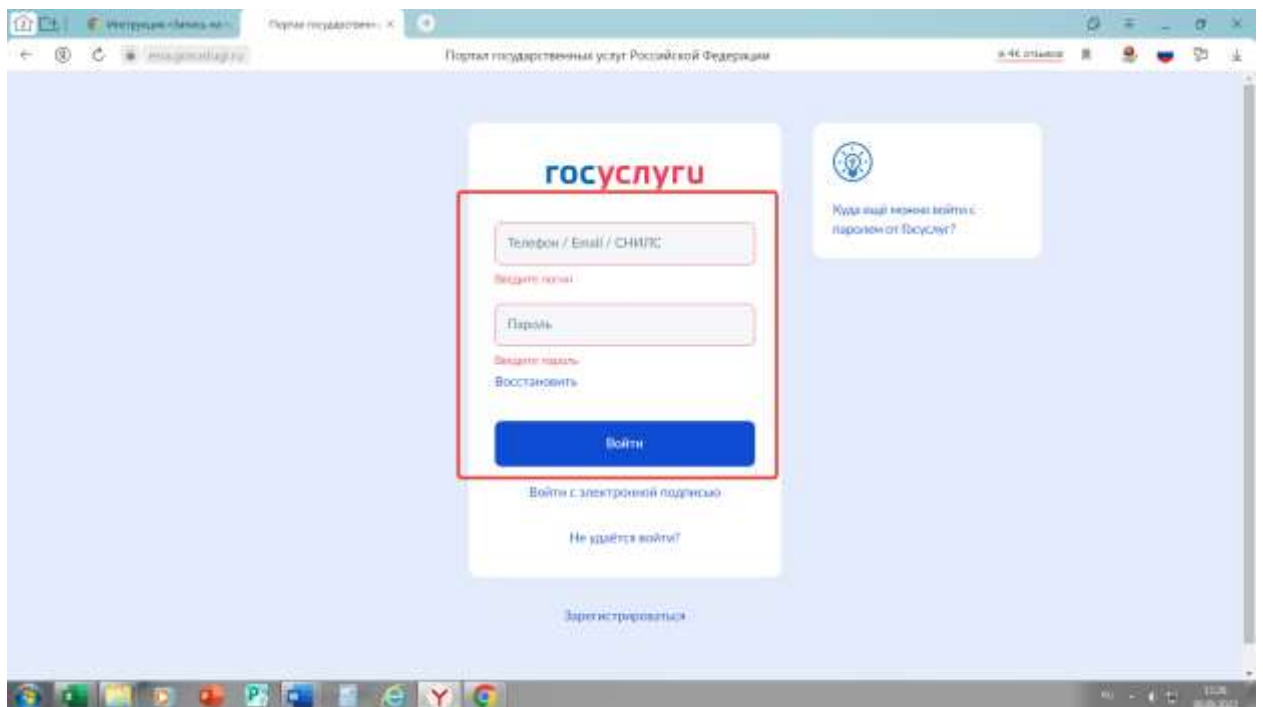 Портал государственных услуг Российской Федерации
госуслуги
Телефон / Email / СНИЛС
Введите логин
Пароль
Введите пароль
Восстановить
Войти
Войти с электронной подписью
Не удаётся войти?
Зарегистрироваться
Куда ещё можно войти с
паролем от Госуслуг?